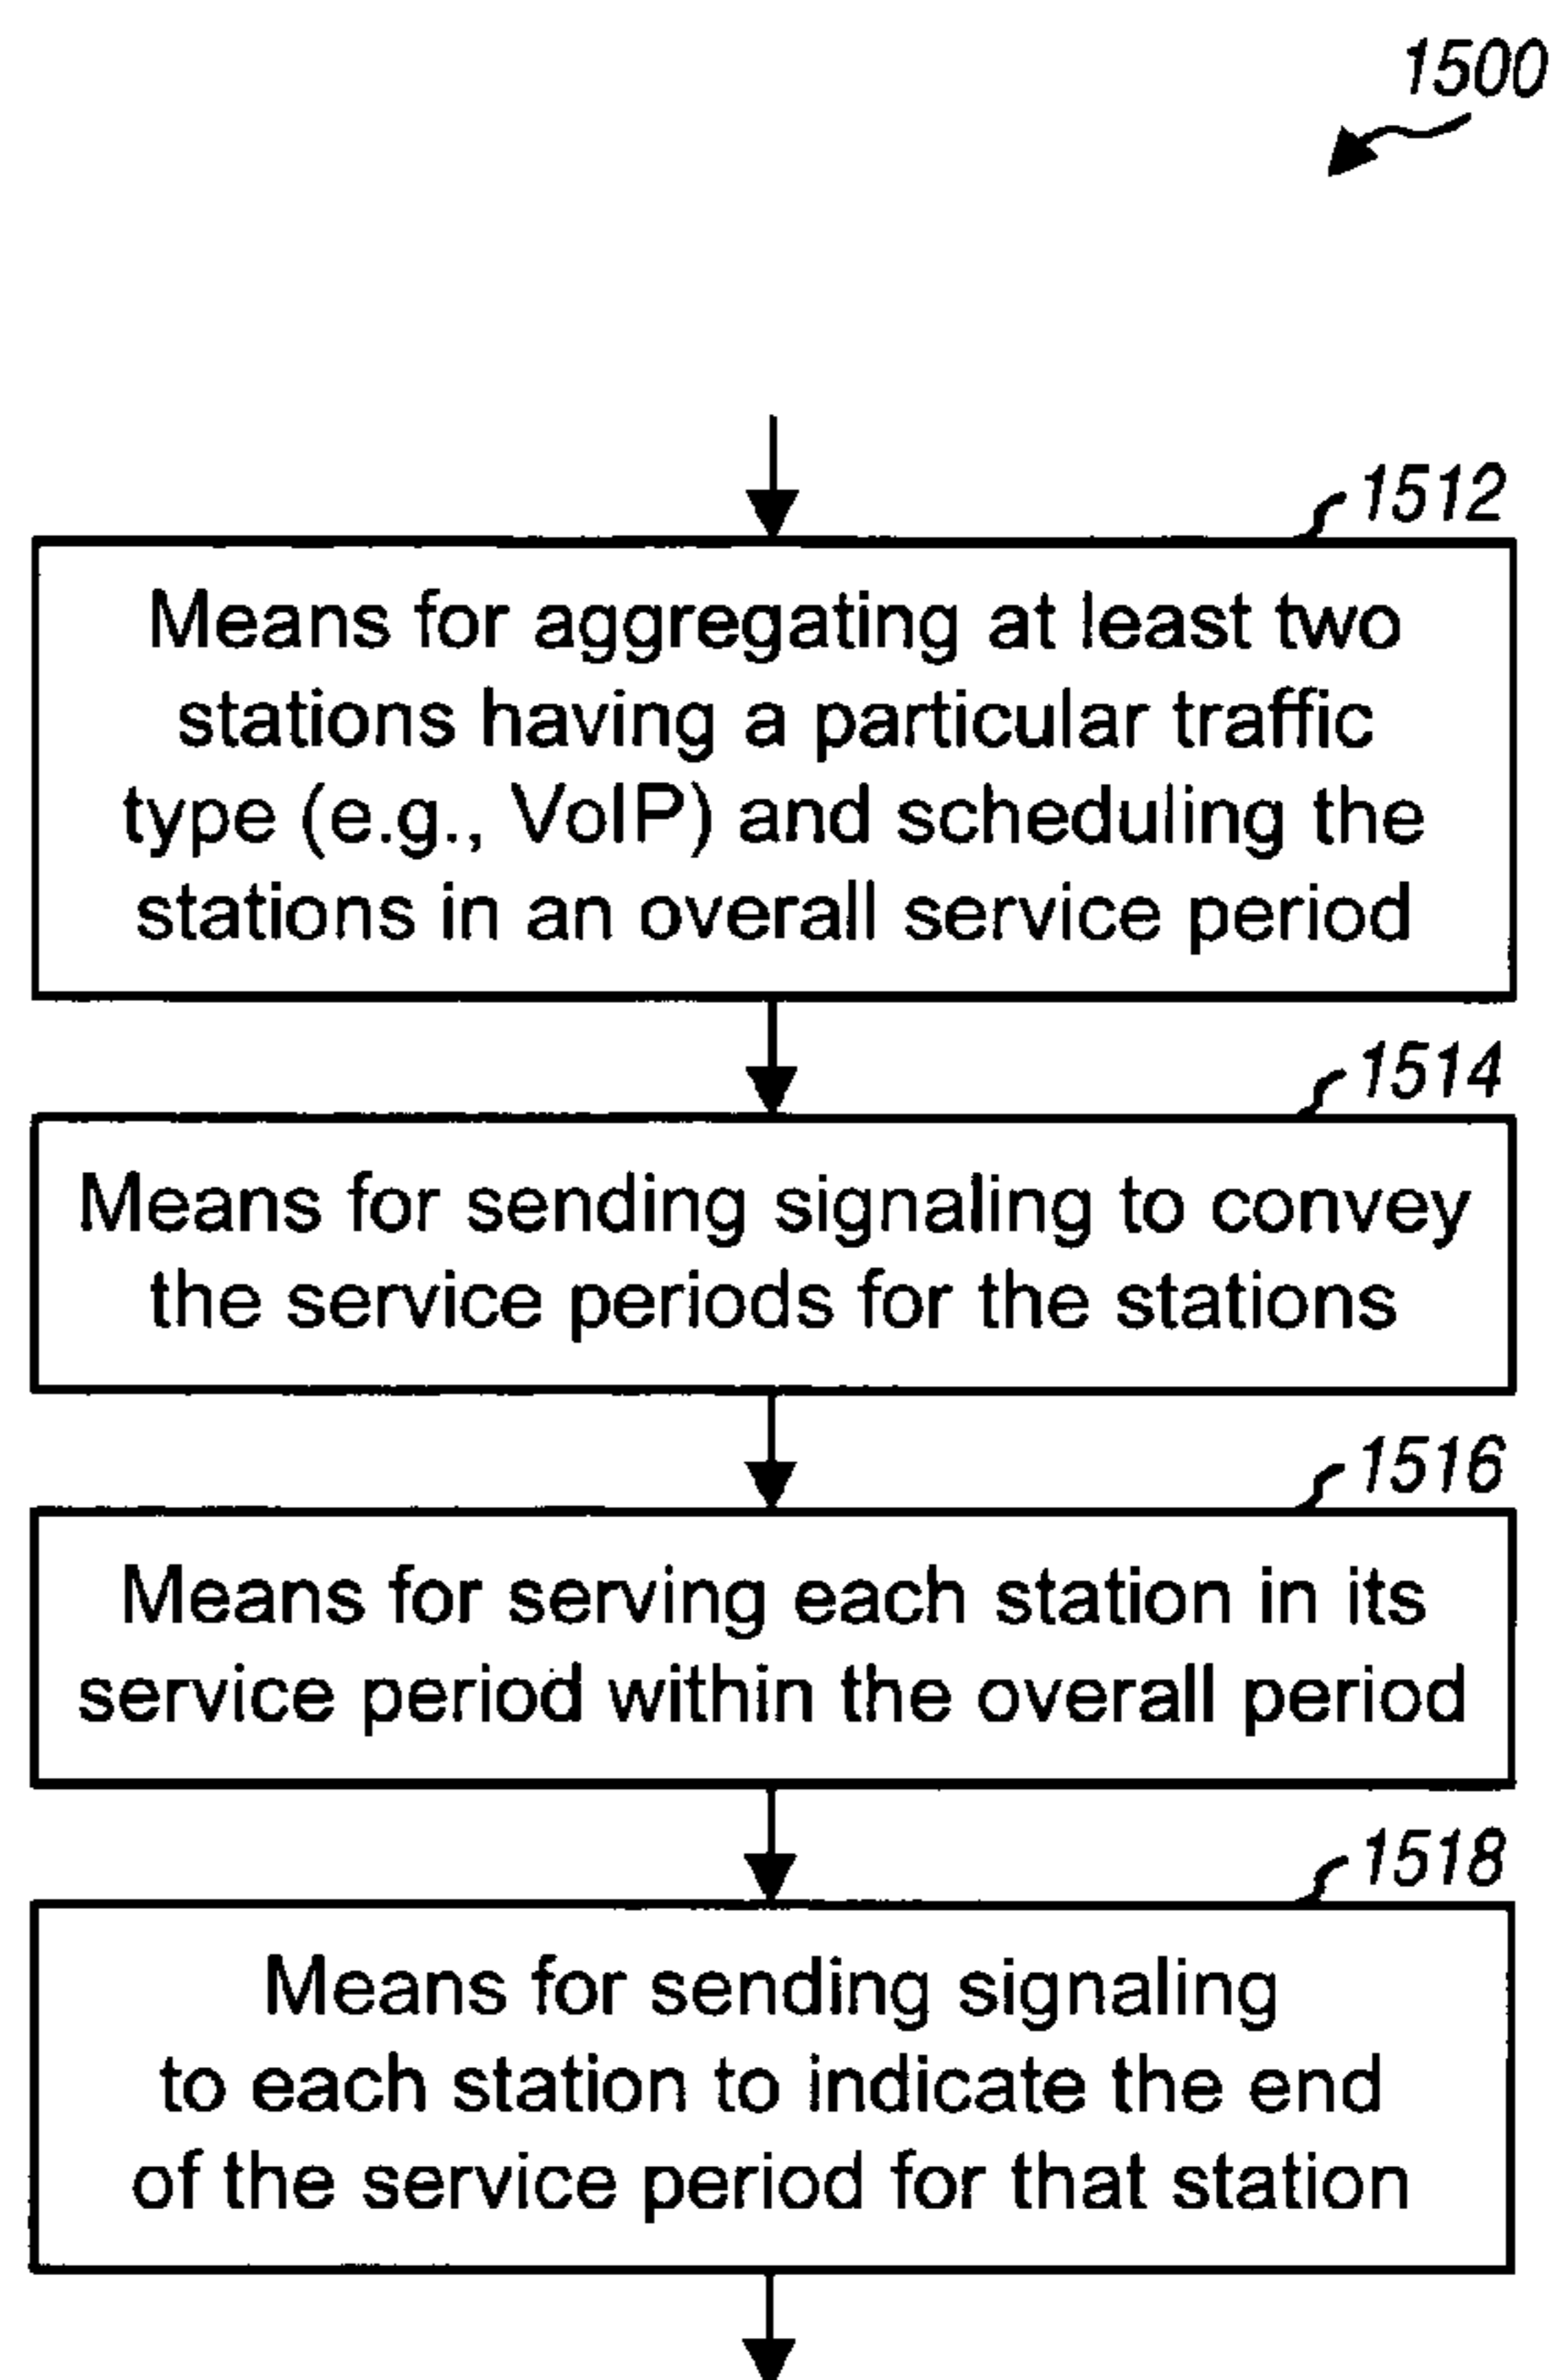 1500
1512
Means for aggregating at least two
stations having a particular traffic
type (e.g., VoIP) and scheduling the
stations in an overall service period
1514
Means for sending signaling to convey
the service periods for the stations
1516
Means for serving each station in its
service period within the overall period
1518
Means for sending signaling
to each station to indicate the end
of the service period for that station